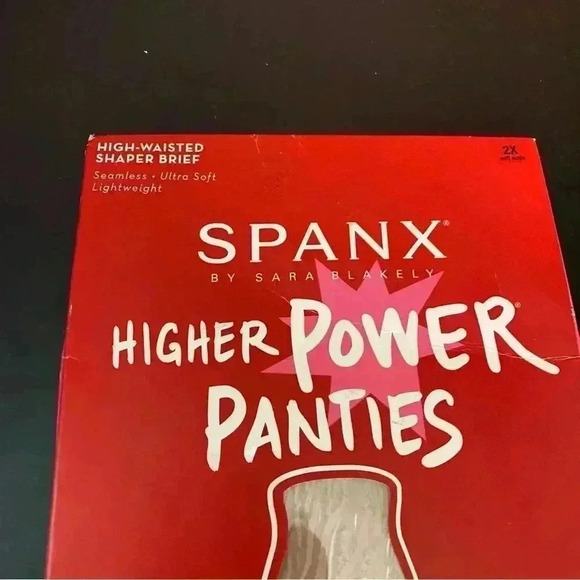 HIGH-WAISTED
SHAPER BRIEF
Seamless • Ultra Soft
Lightweight
2X
SPANX®
BY SARA BLAKELY
HIGHER POWER®
PANTIES